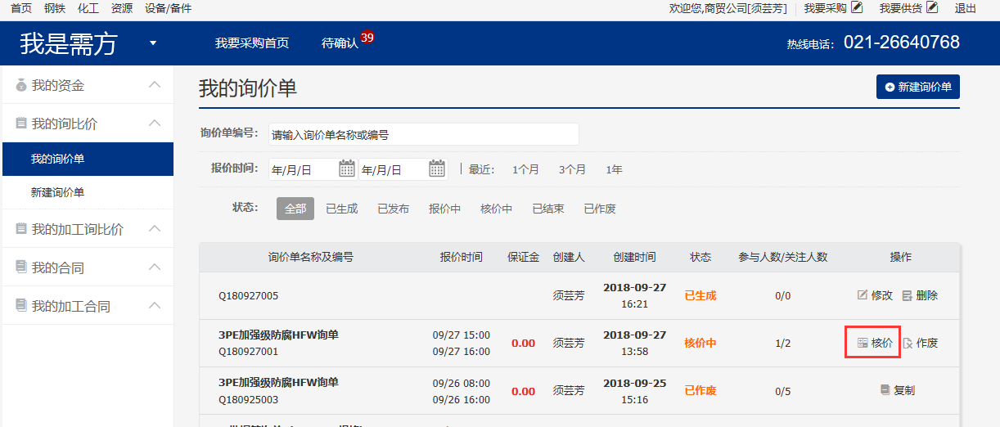 首页 钢铁 化工 资源 设备/备件 欢迎您,商贸公司[须芸芳] 我要采购 我要供货 退出
我是需方 我要采购首页 待确认 39 热线电话： 021-26640768
我的资金
我的询比价
我的询价单
新建询价单
我的加工询比价
我的合同
我的加工合同
我的询价单 新建询价单
询价单编号： 请输入询价单名称或编号
报价时间： 年/月/日 年/月/日 最近： 1个月 3个月 1年
状态： 全部 已生成 已发布 报价中 核价中 已结束 已作废
询价单名称及编号 报价时间 保证金 创建人 创建时间 状态 参与人数/关注人数 操作
Q180927005 须芸芳 2018-09-27 已生成 0/0 修改 删除
16:21
3PE加强级防腐HFW询单 09/27 15:00 0.00 须芸芳 2018-09-27 核价中 1/2 核价 作废
Q180927001 09/27 16:00 13:58
3PE加强级防腐HFW询单 09/26 08:00 0.00 须芸芳 2018-09-25 已作废 0/5 复制
Q180925003 09/26 16:00 15:16